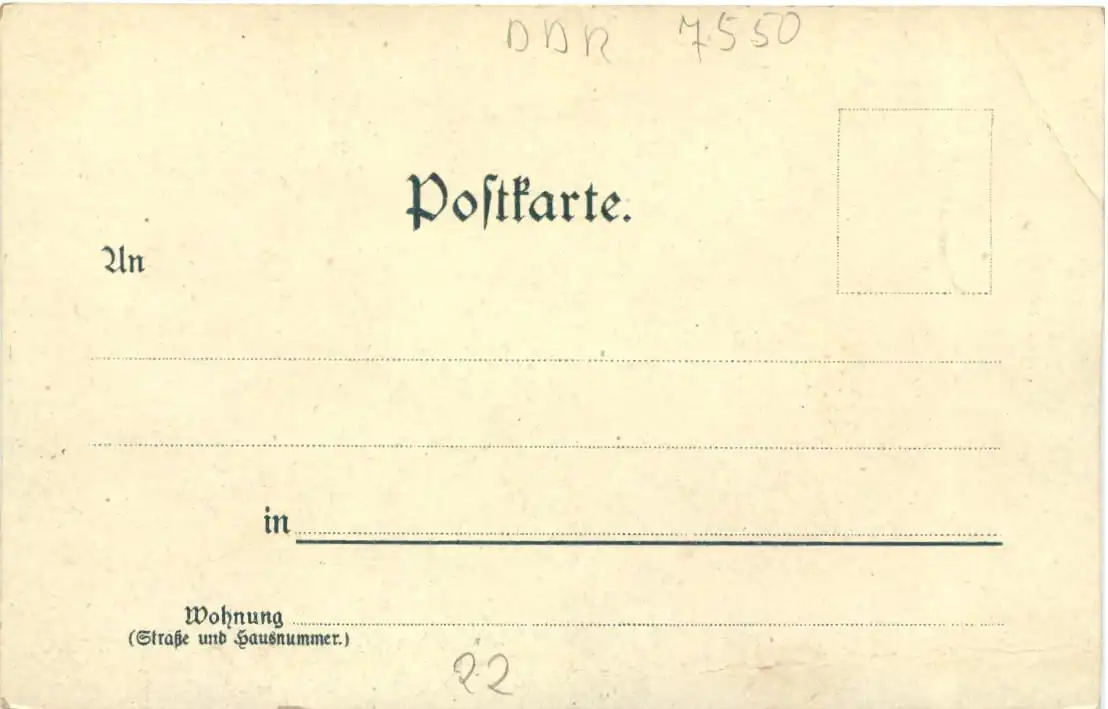 DDR 7550
Postkarte.
An
in
Wohnung
(Straße und Hausnummer.)
22